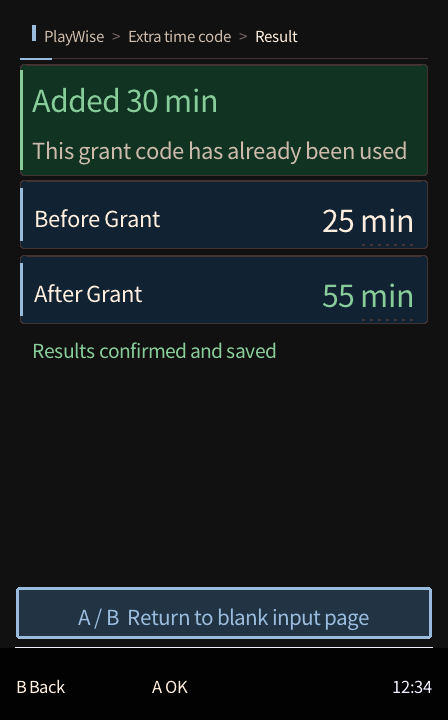 PlayWise > Extra time code > Result
Added 30 min
This grant code has already been used
Before Grant 25 min
After Grant 55 min
Results confirmed and saved
A / B Return to blank input page
B Back A OK 12:34